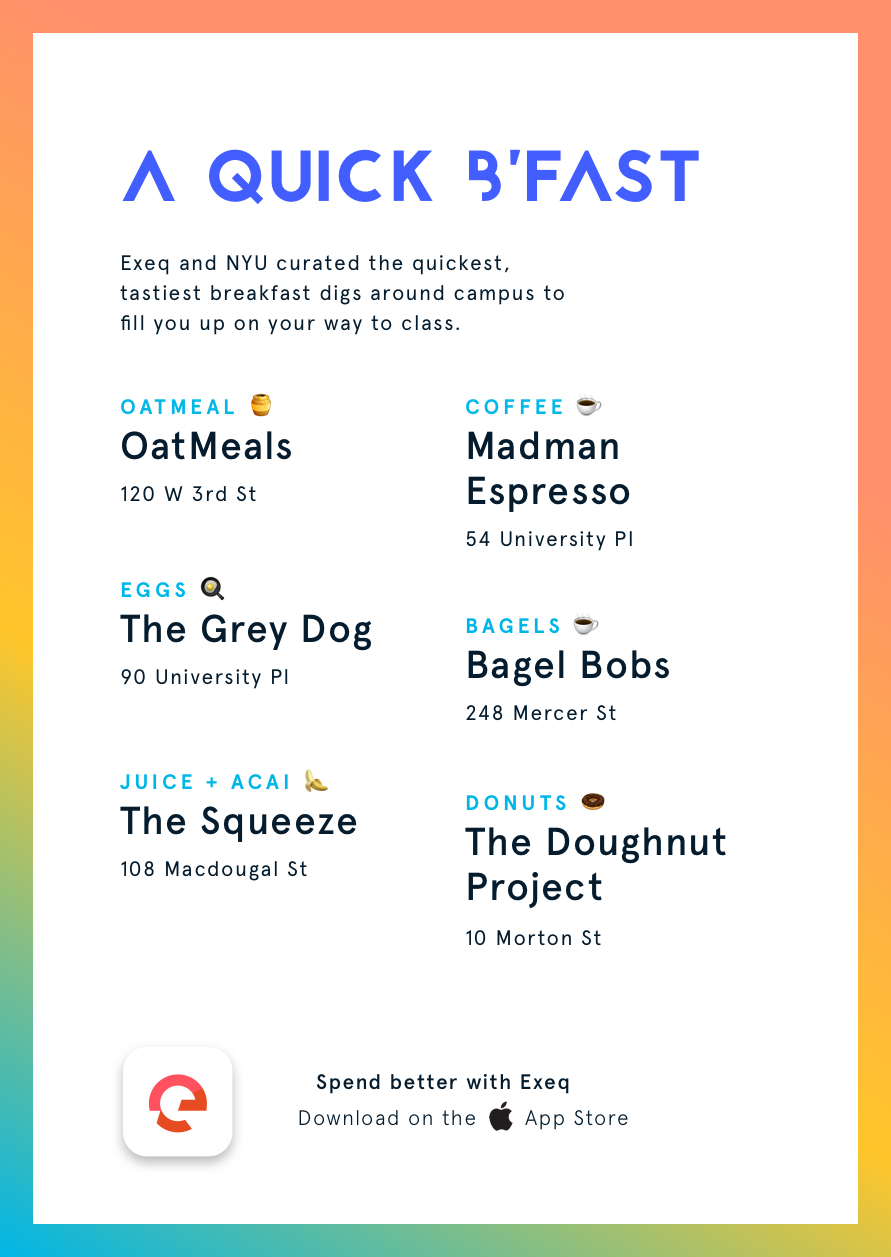 A QUICK B'FAST
Exeq and NYU curated the quickest,
tastiest breakfast digs around campus to
fill you up on your way to class.
OATMEAL 🍯
OatMeals
120 W 3rd St
EGGS 🍳
The Grey Dog
90 University Pl
JUICE + ACAI 🍌
The Squeeze
108 Macdougal St
COFFEE ☕
Madman
Espresso
54 University Pl
BAGELS ☕
Bagel Bobs
248 Mercer St
DONUTS 🍩
The Doughnut
Project
10 Morton St
Spend better with Exeq
Download on the App Store